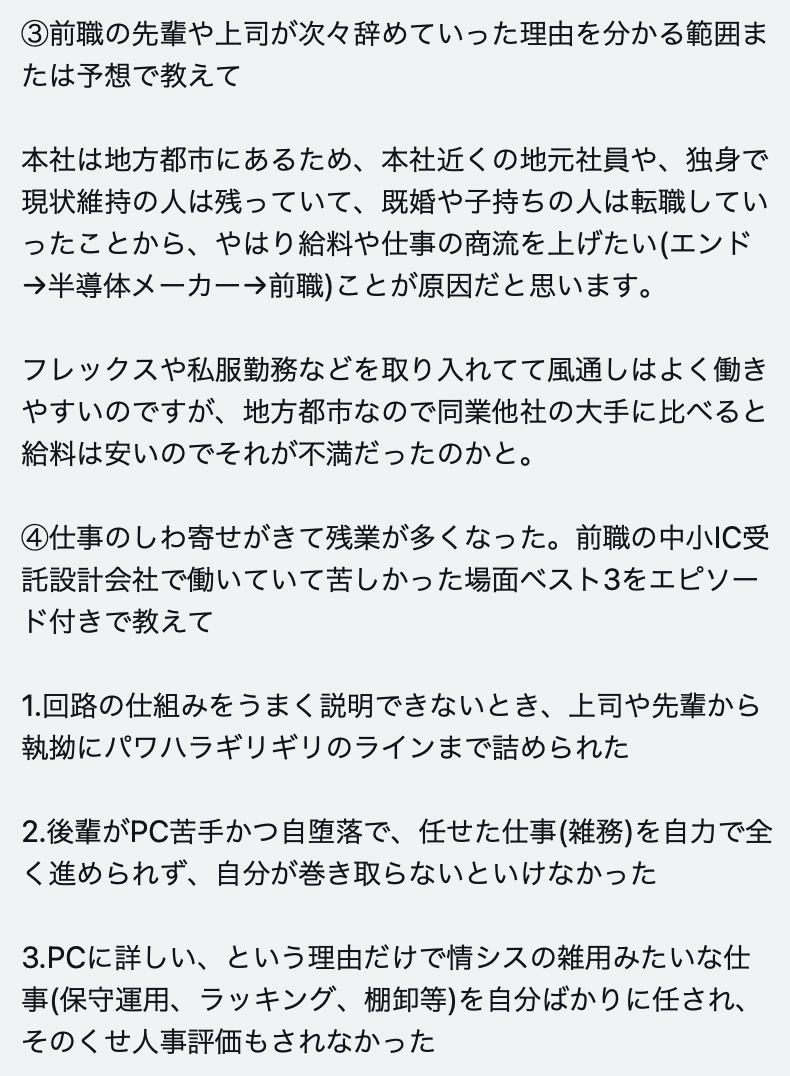 ③前職の先輩や上司が次々辞めていった理由を分かる範囲ま
たは予想で教えて
本社は地方都市にあるため、本社近くの地元社員や、独身で
現状維持の人は残っていて、既婚や子持ちの人は転職してい
ったことから、やはり給料や仕事の商流を上げたい(エンド
→半導体メーカー→前職)ことが原因だと思います。
フレックスや私服勤務などを取り入れてて風通しはよく働き
やすいのですが、地方都市なので同業他社の大手に比べると
給料は安いのでそれが不満だったのかと。
④仕事のしわ寄せがきて残業が多くなった。前職の中小IC受
託設計会社で働いていて苦しかった場面ベスト3をエピソー
ド付きで教えて
1.回路の仕組みをうまく説明できないとき、上司や先輩から
執拗にパワハラギリギリのラインまで詰められた
2.後輩がPC苦手かつ自堕落で、任せた仕事(雑務)を自力で全
く進められず、自分が巻き取らないといけなかった
3.PCに詳しい、という理由だけで情シスの雑用みたいな仕
事(保守運用、ラッキング、棚卸等)を自分ばかりに任され、
そのくせ人事評価もされなかった